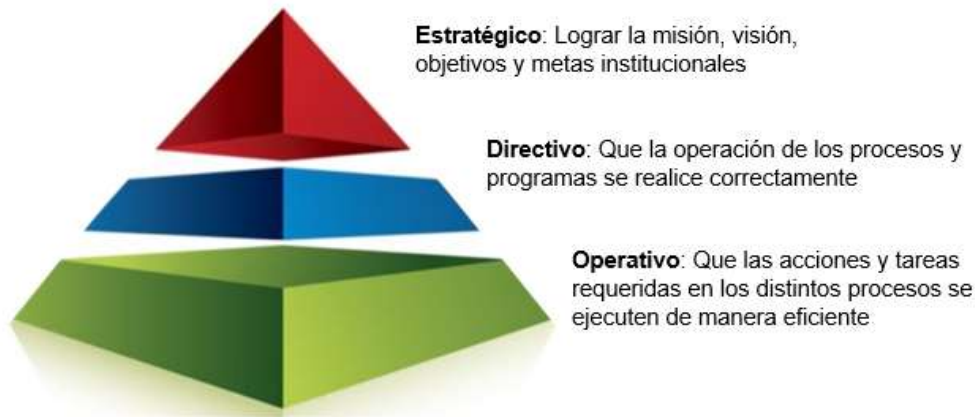 Estratégico: Lograr la misión, visión,
objetivos y metas institucionales
Directivo: Que la operación de los procesos y
programas se realice correctamente
Operativo: Que las acciones y tareas
requeridas en los distintos procesos se
ejecuten de manera eficiente